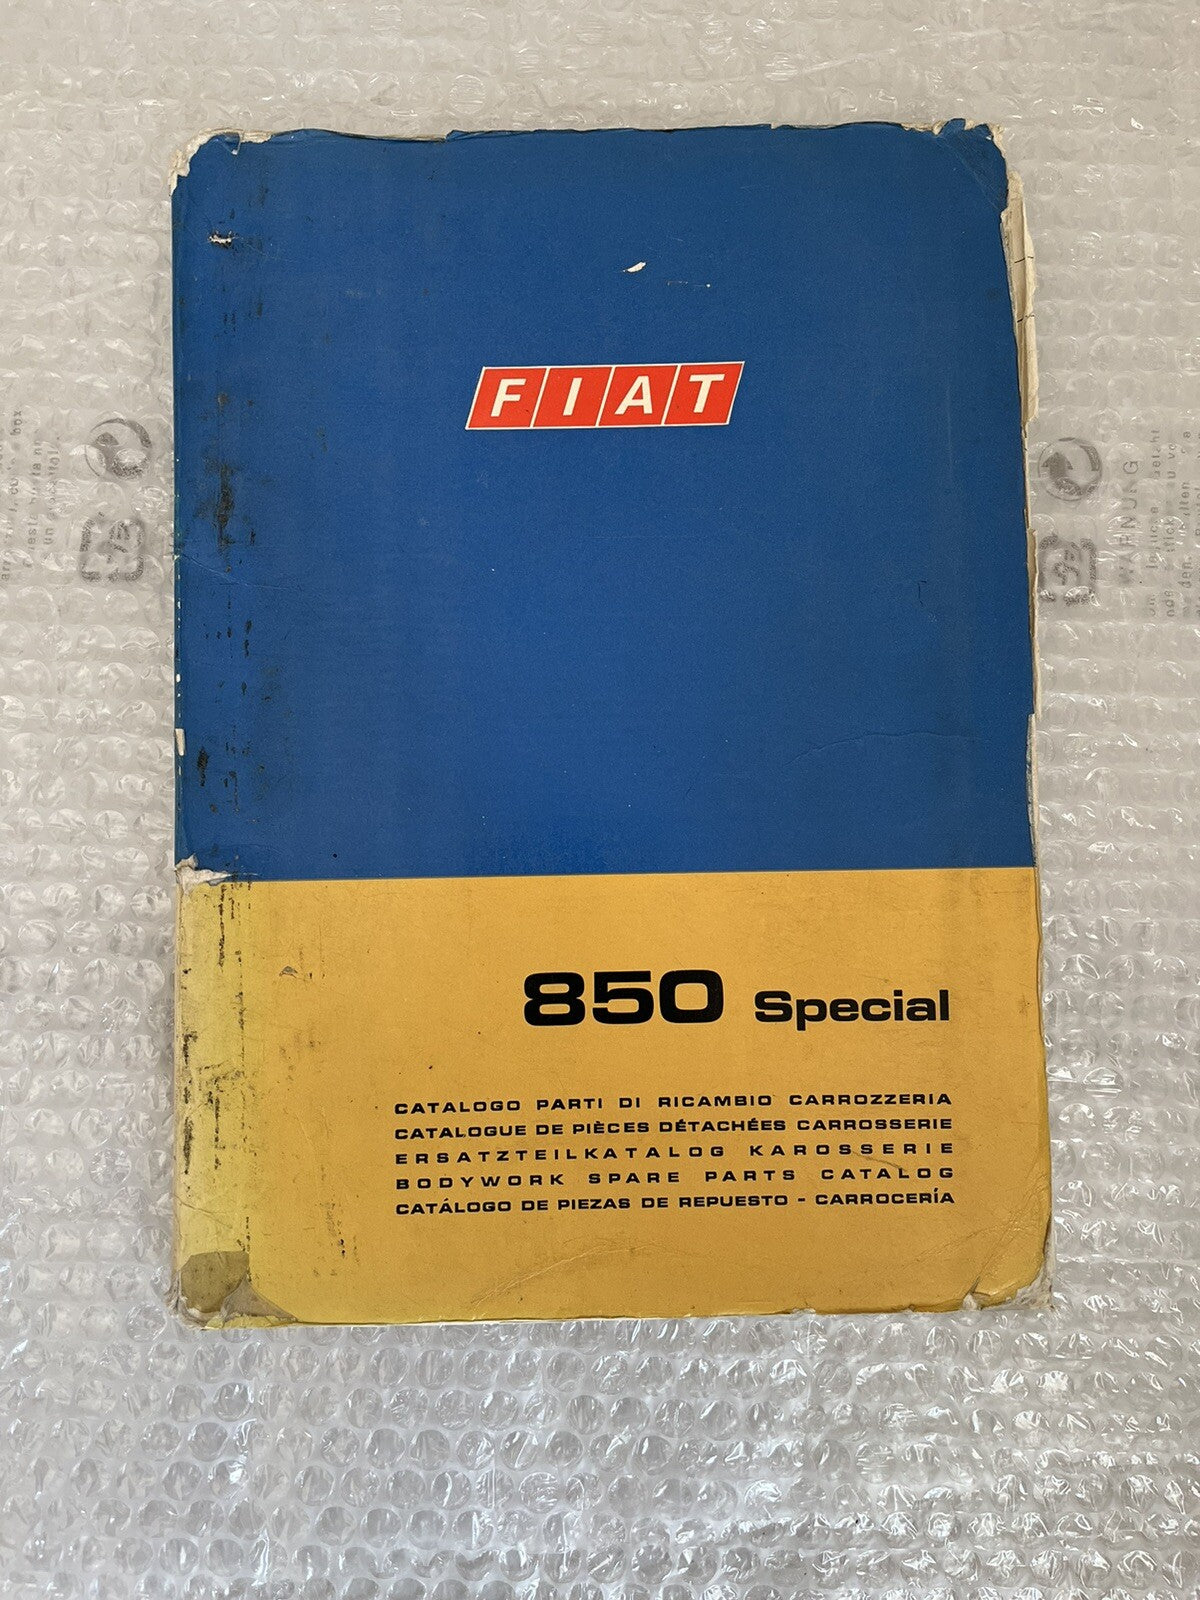 FIAT
850 Special
CATALOGO PARTI DI RICAMBIO CARROZZERIA
CATALOGUE DE PIÈCES DÉTACHÉES CARROSSERIE
ERSATZTEILKATALOG KAROSSERIE
BODYWORK SPARE PARTS CATALOG
CATÁLOGO DE PIEZAS DE REPUESTO - CARROCERÍA
WARNUNG